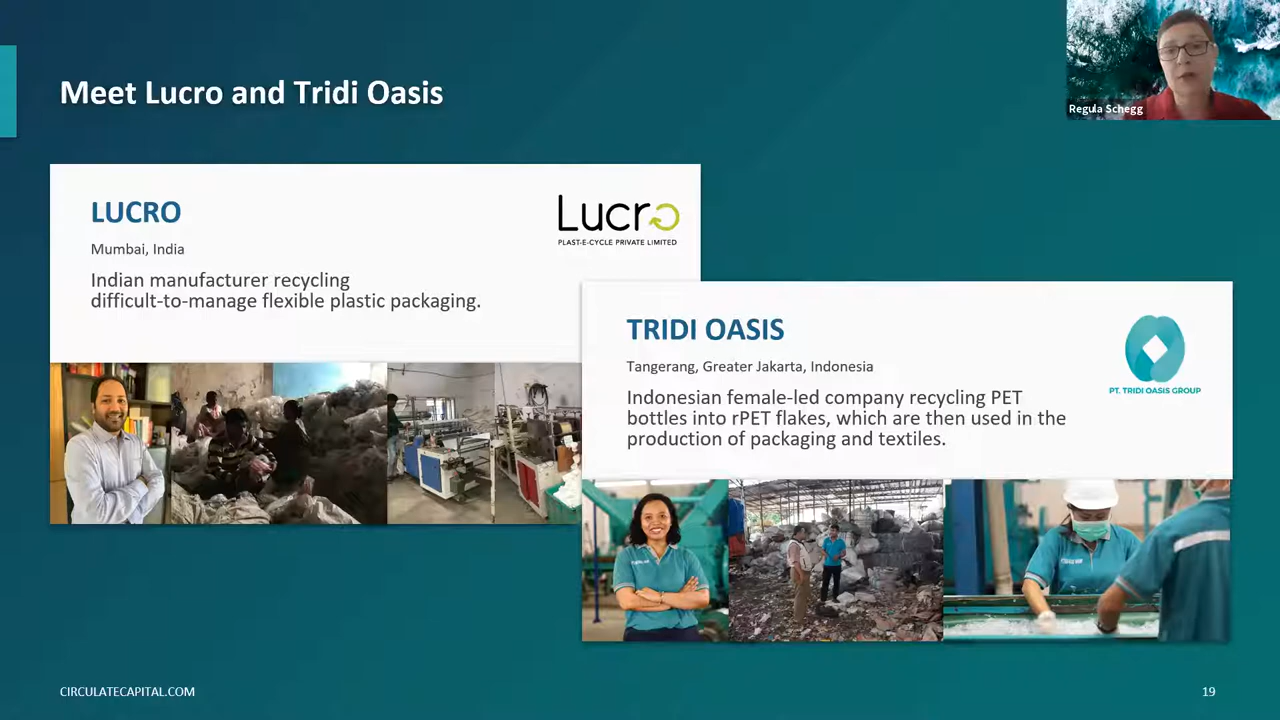 Meet Lucro and Tridi Oasis
Regula Schegg
LUCRO
Mumbai, India
Indian manufacturer recycling
difficult-to-manage flexible plastic packaging.
Lucro
PLAST-E-CYCLE PRIVATE LIMITED
TRIDI OASIS
Tangerang, Greater Jakarta, Indonesia
Indonesian female-led company recycling PET
bottles into rPET flakes, which are then used in the
production of packaging and textiles.
PT. TRIDI OASIS GROUP
CIRCULATECAPITAL.COM
19